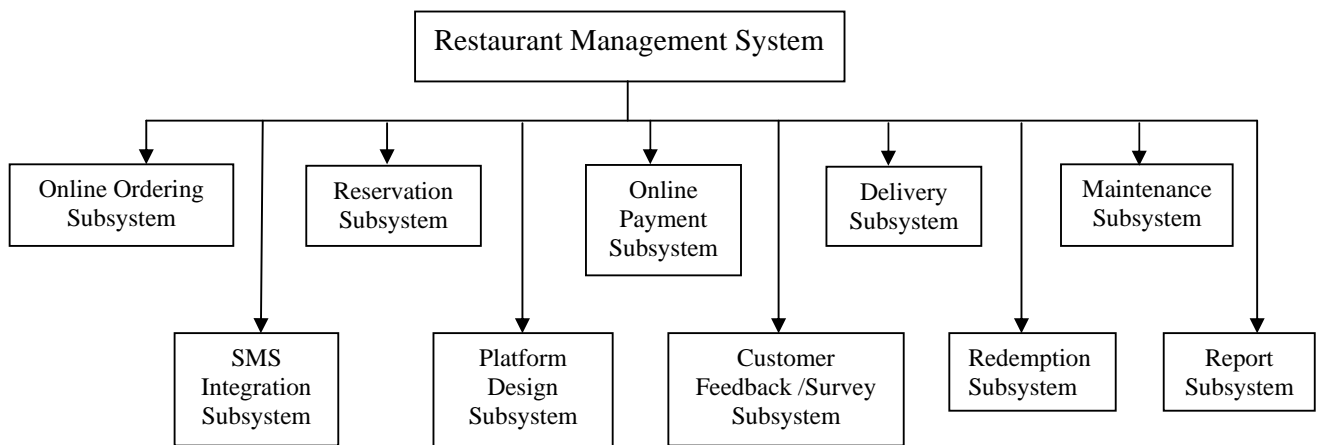 Restaurant Management System
Online Ordering
Subsystem
Reservation
Subsystem
Online
Payment
Subsystem
Delivery
Subsystem
Maintenance
Subsystem
SMS
Integration
Subsystem
Platform
Design
Subsystem
Customer
Feedback /Survey
Subsystem
Redemption
Subsystem
Report
Subsystem